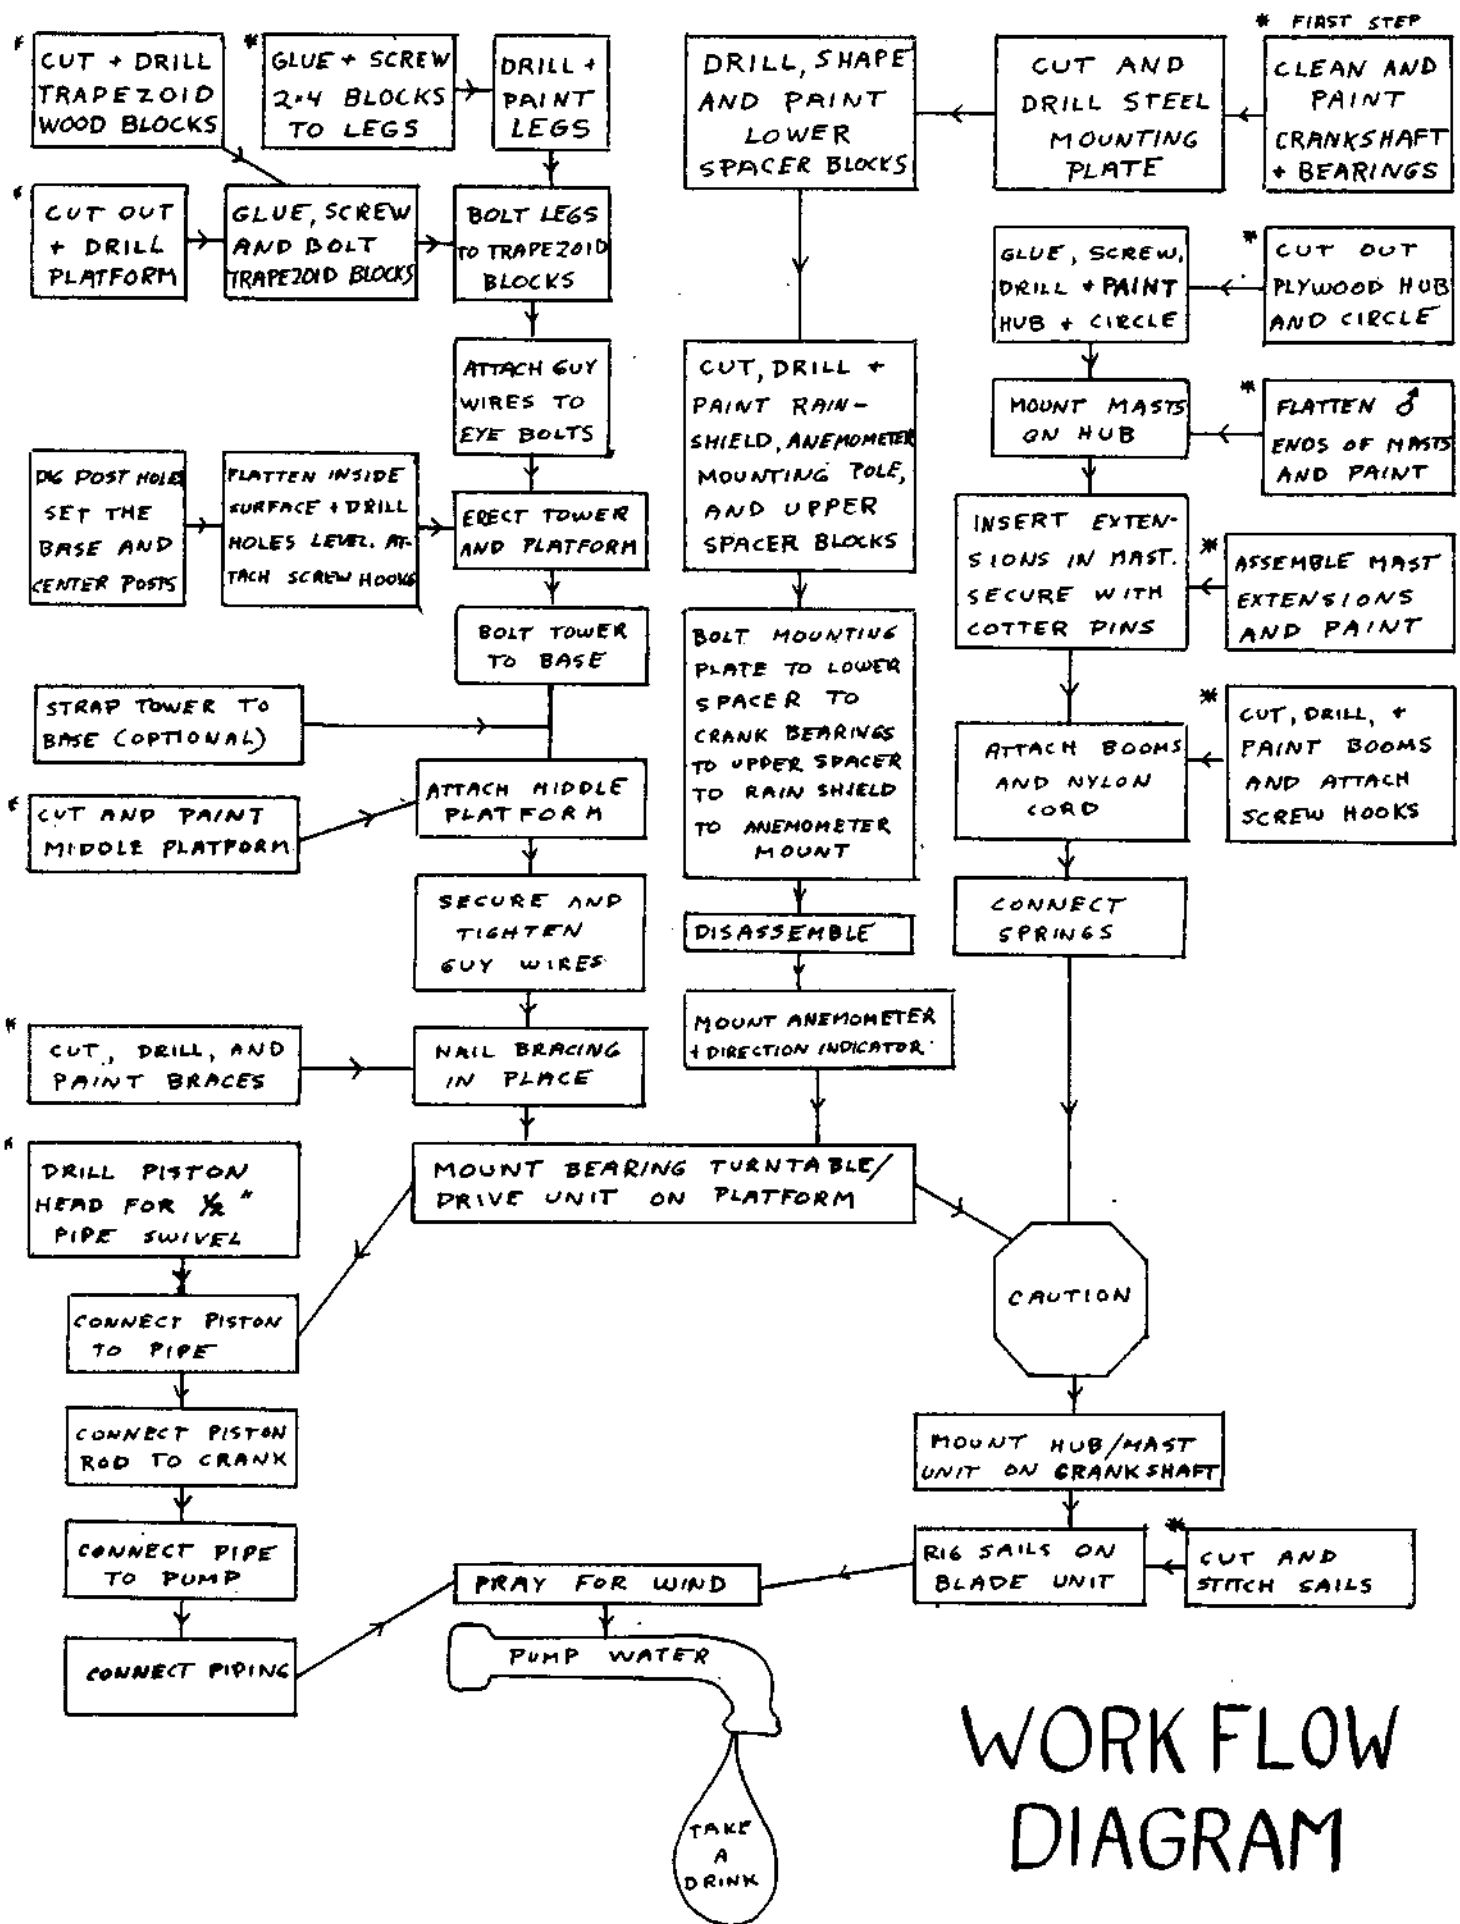 * FIRST STEP
* CUT + DRILL
TRAPEZOID
WOOD BLOCKS
* GLUE + SCREW
2×4 BLOCKS
TO LEGS
DRILL +
PAINT
LEGS
DRILL, SHAPE
AND PAINT
LOWER
SPACER BLOCKS
CUT AND
DRILL STEEL
MOUNTING
PLATE
CLEAN AND
PAINT
CRANKSHAFT
+ BEARINGS
* CUT OUT
+ DRILL
PLATFORM
GLUE, SCREW
AND BOLT
TRAPEZOID BLOCKS
BOLT LEGS
TO TRAPEZOID
BLOCKS
GLUE, SCREW,
DRILL + PAINT
HUB + CIRCLE
* CUT OUT
PLYWOOD HUB
AND CIRCLE
ATTACH GUY
WIRES TO
EYE BOLTS
CUT, DRILL +
PAINT RAIN-
SHIELD, ANEMOMETER
MOUNTING POLE,
AND UPPER
SPACER BLOCKS
MOUNT MASTS
ON HUB
* FLATTEN ♂
ENDS OF MASTS
AND PAINT
DIG POST HOLES
SET THE
BASE AND
CENTER POSTS
FLATTEN INSIDE
SURFACE + DRILL
HOLES LEVEL. AT-
TACH SCREW HOOKS
ERECT TOWER
AND PLATFORM
INSERT EXTEN-
SIONS IN MAST.
SECURE WITH
COTTER PINS
* ASSEMBLE MAST
EXTENSIONS
AND PAINT
BOLT TOWER
TO BASE
BOLT MOUNTING
PLATE TO LOWER
SPACER TO
CRANK BEARINGS
TO UPPER SPACER
TO RAIN SHIELD
TO ANEMOMETER
MOUNT
STRAP TOWER TO
BASE (OPTIONAL)
ATTACH BOOMS
AND NYLON
CORD
* CUT, DRILL, +
PAINT BOOMS
AND ATTACH
SCREW HOOKS
* CUT AND PAINT
MIDDLE PLATFORM
ATTACH MIDDLE
PLATFORM
SECURE AND
TIGHTEN
GUY WIRES
DISASSEMBLE
CONNECT
SPRINGS
* CUT, DRILL, AND
PAINT BRACES
NAIL BRACING
IN PLACE
MOUNT ANEMOMETER
+ DIRECTION INDICATOR
* DRILL PISTON
HEAD FOR 1/2"
PIPE SWIVEL
MOUNT BEARING TURNTABLE/
DRIVE UNIT ON PLATFORM
CAUTION
CONNECT PISTON
TO PIPE
CONNECT PISTON
ROD TO CRANK
MOUNT HUB/MAST
UNIT ON CRANKSHAFT
CONNECT PIPE
TO PUMP
PRAY FOR WIND
RIG SAILS ON
BLADE UNIT
* CUT AND
STITCH SAILS
CONNECT PIPING
PUMP WATER
TAKE
A
DRINK
WORK FLOW
DIAGRAM